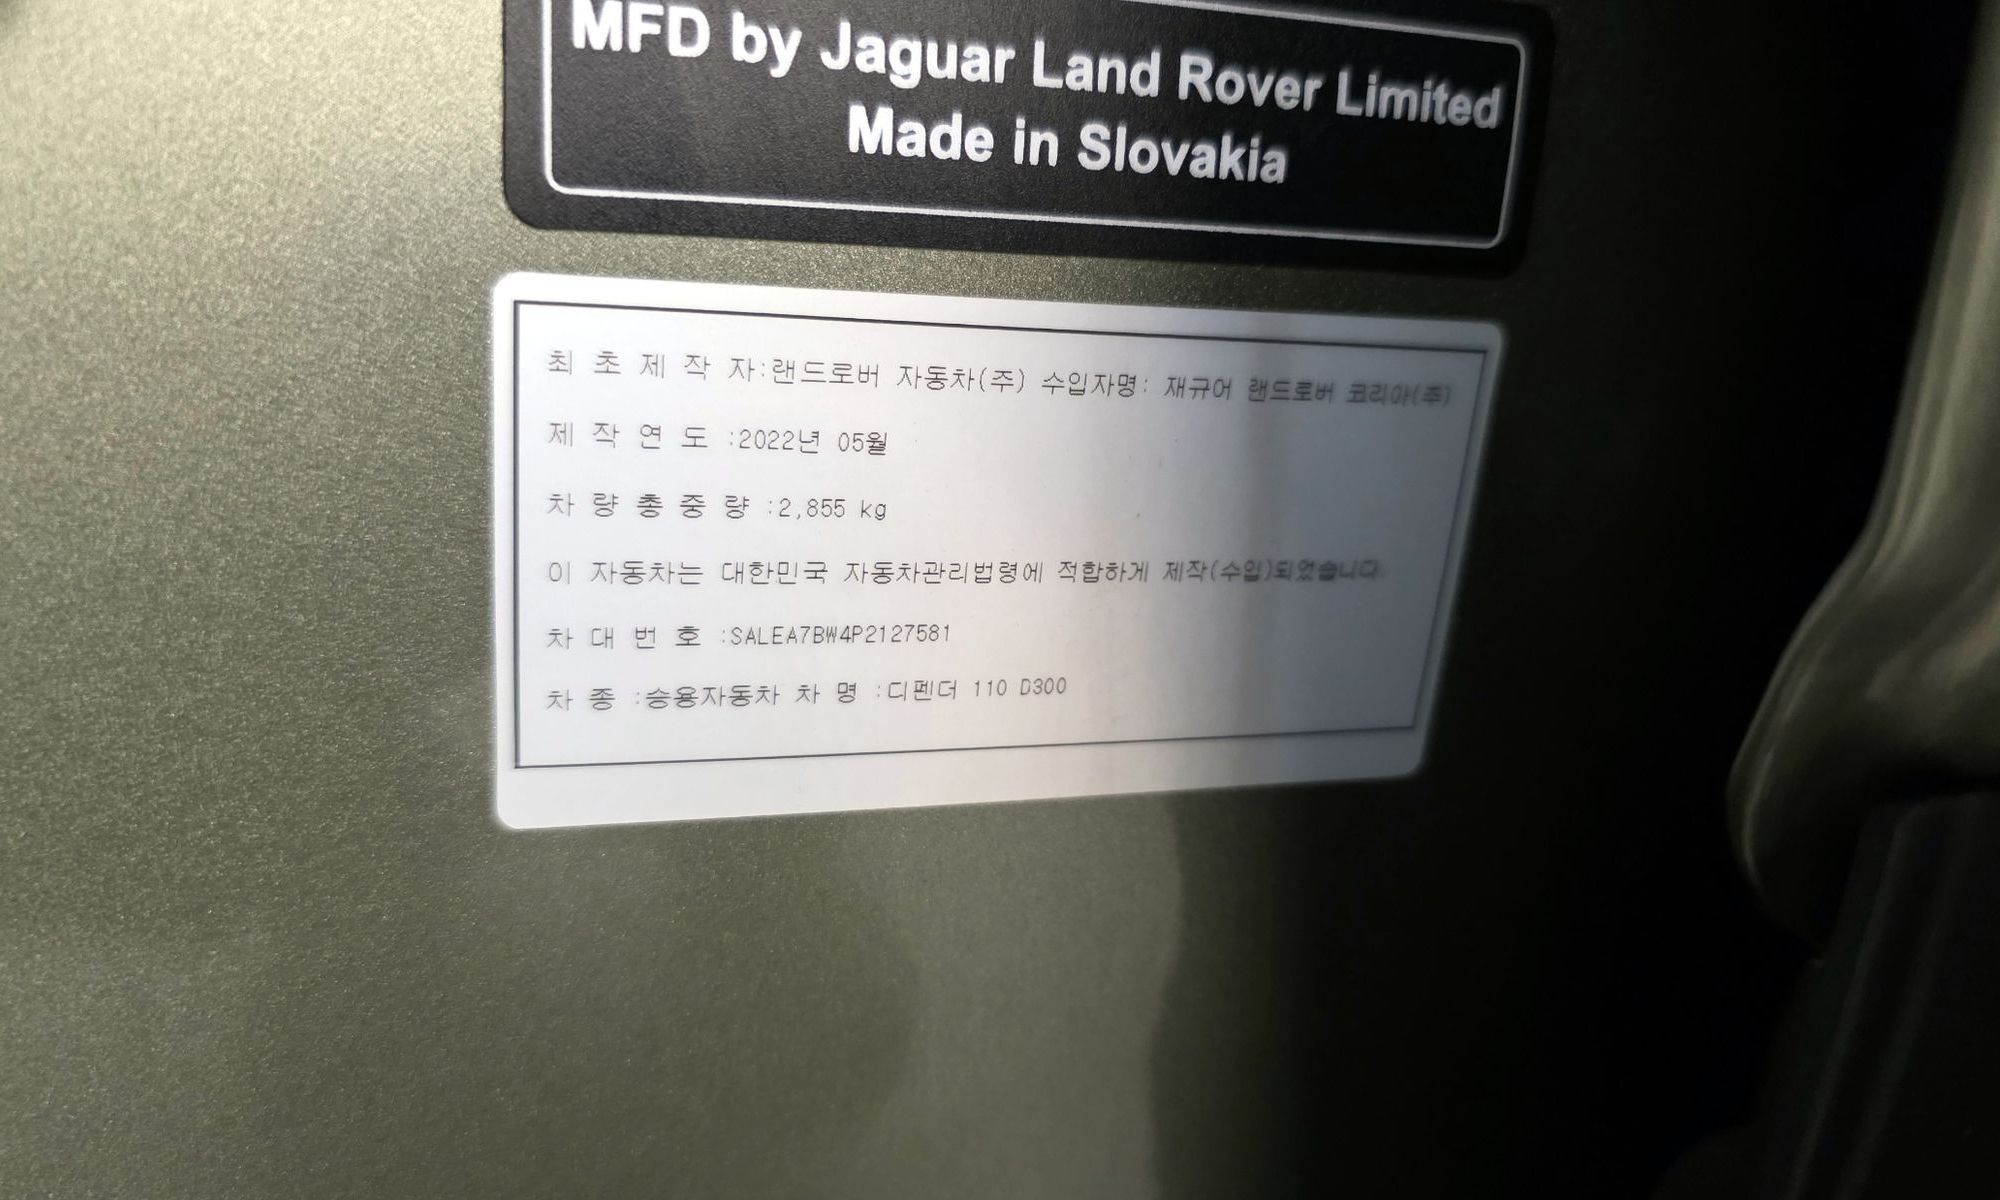 MFD by Jaguar Land Rover Limited
Made in Slovakia
최 초 제 작 자:랜드로버 자동차(주) 수입자명: 재규어 랜드로버 코리아(주)
제 작 연 도 :2022년 05월
차 량 총 중 량 :2,855 kg
이 자동차는 대한민국 자동차관리법령에 적합하게 제작(수입)되었습니다.
차 대 번 호 :SALEA7BW4P2127581
차 종 :승용자동차 차 명 :디펜더 110 D300